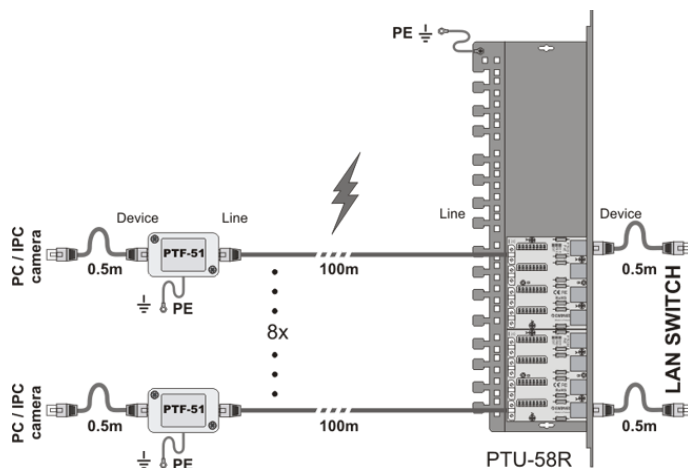 PE
Device
Line
Line
Device
PC / IPC
camera
PTF-51
0.5m
100m
0.5m
PE
8x
LAN SWITCH
PC / IPC
camera
PTF-51
0.5m
100m
0.5m
PE
PTU-58R